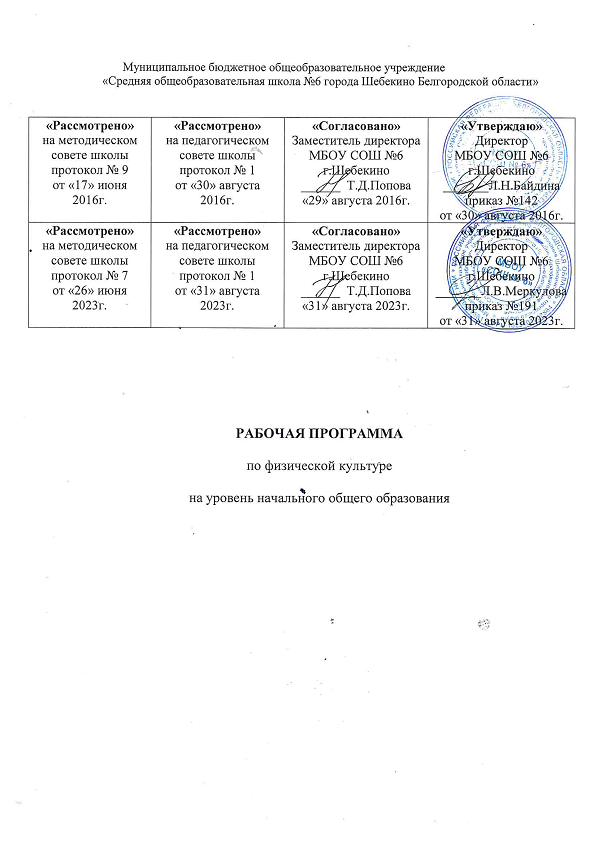 Муниципальное бюджетное общеобразовательное учреждение
«Средняя общеобразовательная школа №6 города Шебекино Белгородской области»
«Рассмотрено»
на методическом
совете школы
протокол № 9
от «17» июня
2016г.
«Рассмотрено»
на педагогическом
совете школы
протокол № 1
от «30» августа
2016г.
«Согласовано»
Заместитель директора
МБОУ СОШ №6
г.Шебекино
Т.Д.Попова
«29» августа 2016г.
«Утверждаю»
Директор
МБОУ СОШ №6
г.Шебекино
Л.Н.Байдина
приказ №142
от «30» августа 2016г.
«Рассмотрено»
на методическом
совете школы
протокол № 7
от «26» июня
2023г.
«Рассмотрено»
на педагогическом
совете школы
протокол № 1
от «31» августа
2023г.
«Согласовано»
Заместитель директора
МБОУ СОШ №6
г.Шебекино
Т.Д.Попова
«31» августа 2023г.
«Утверждаю»
Директор
МБОУ СОШ №6
г.Шебекино
Л.В.Меркулова
приказ №191
от «31» августа 2023г.
РАБОЧАЯ ПРОГРАММА
по физической культуре
на уровень начального общего образования